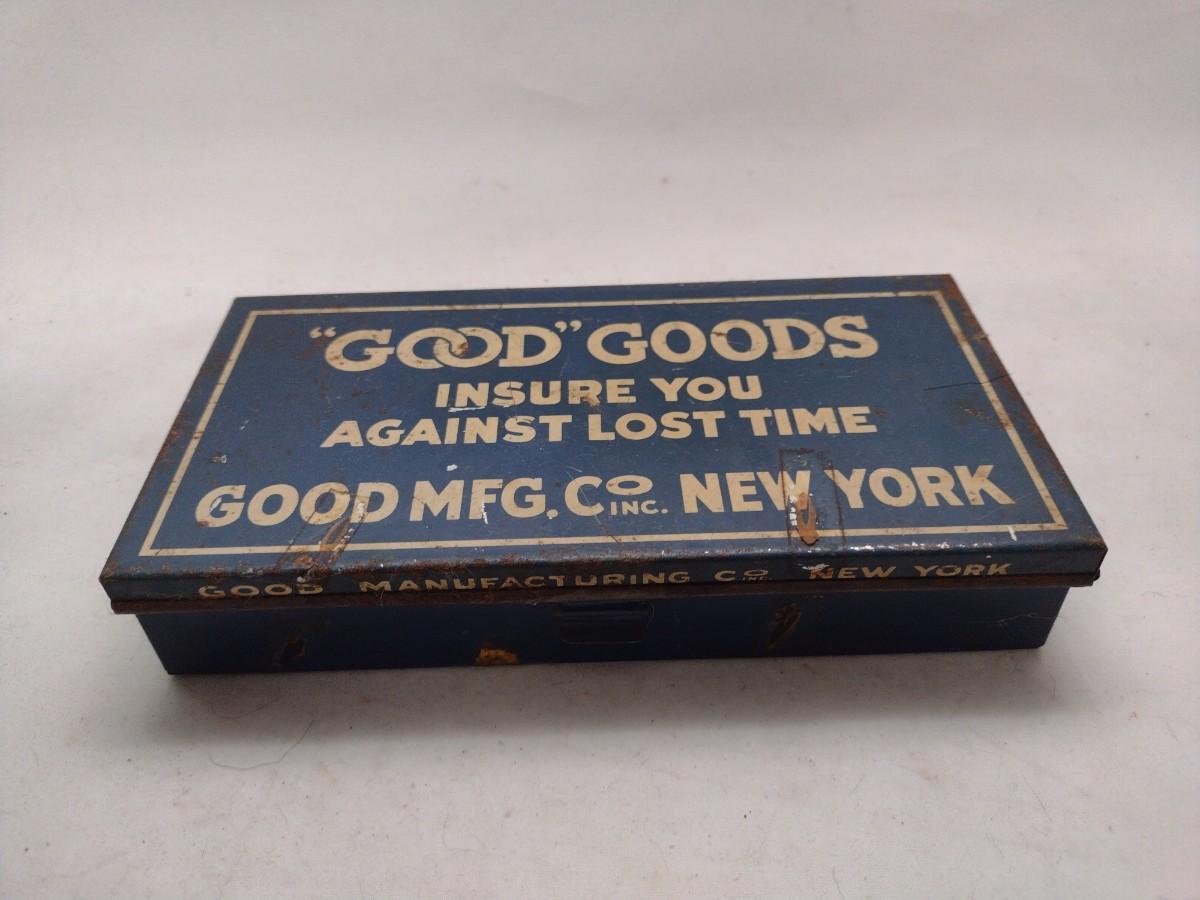 “GOOD” GOODS
INSURE YOU
AGAINST LOST TIME
GOOD MFG. CO INC. NEW YORK
GOOD MANUFACTURING CO INC. NEW YORK